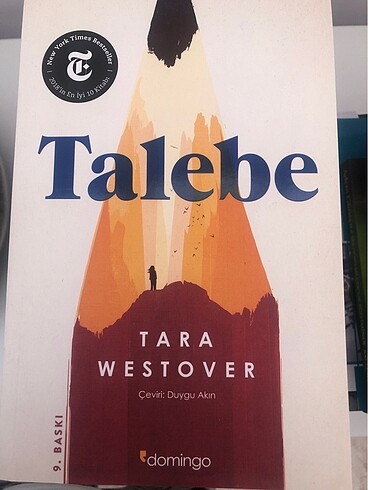 New York Times Bestseller
2018'in En İyi 10 Kitabı
Talebe
TARA
WESTOVER
Çeviri: Duygu Akın
9. BASKI
domingo